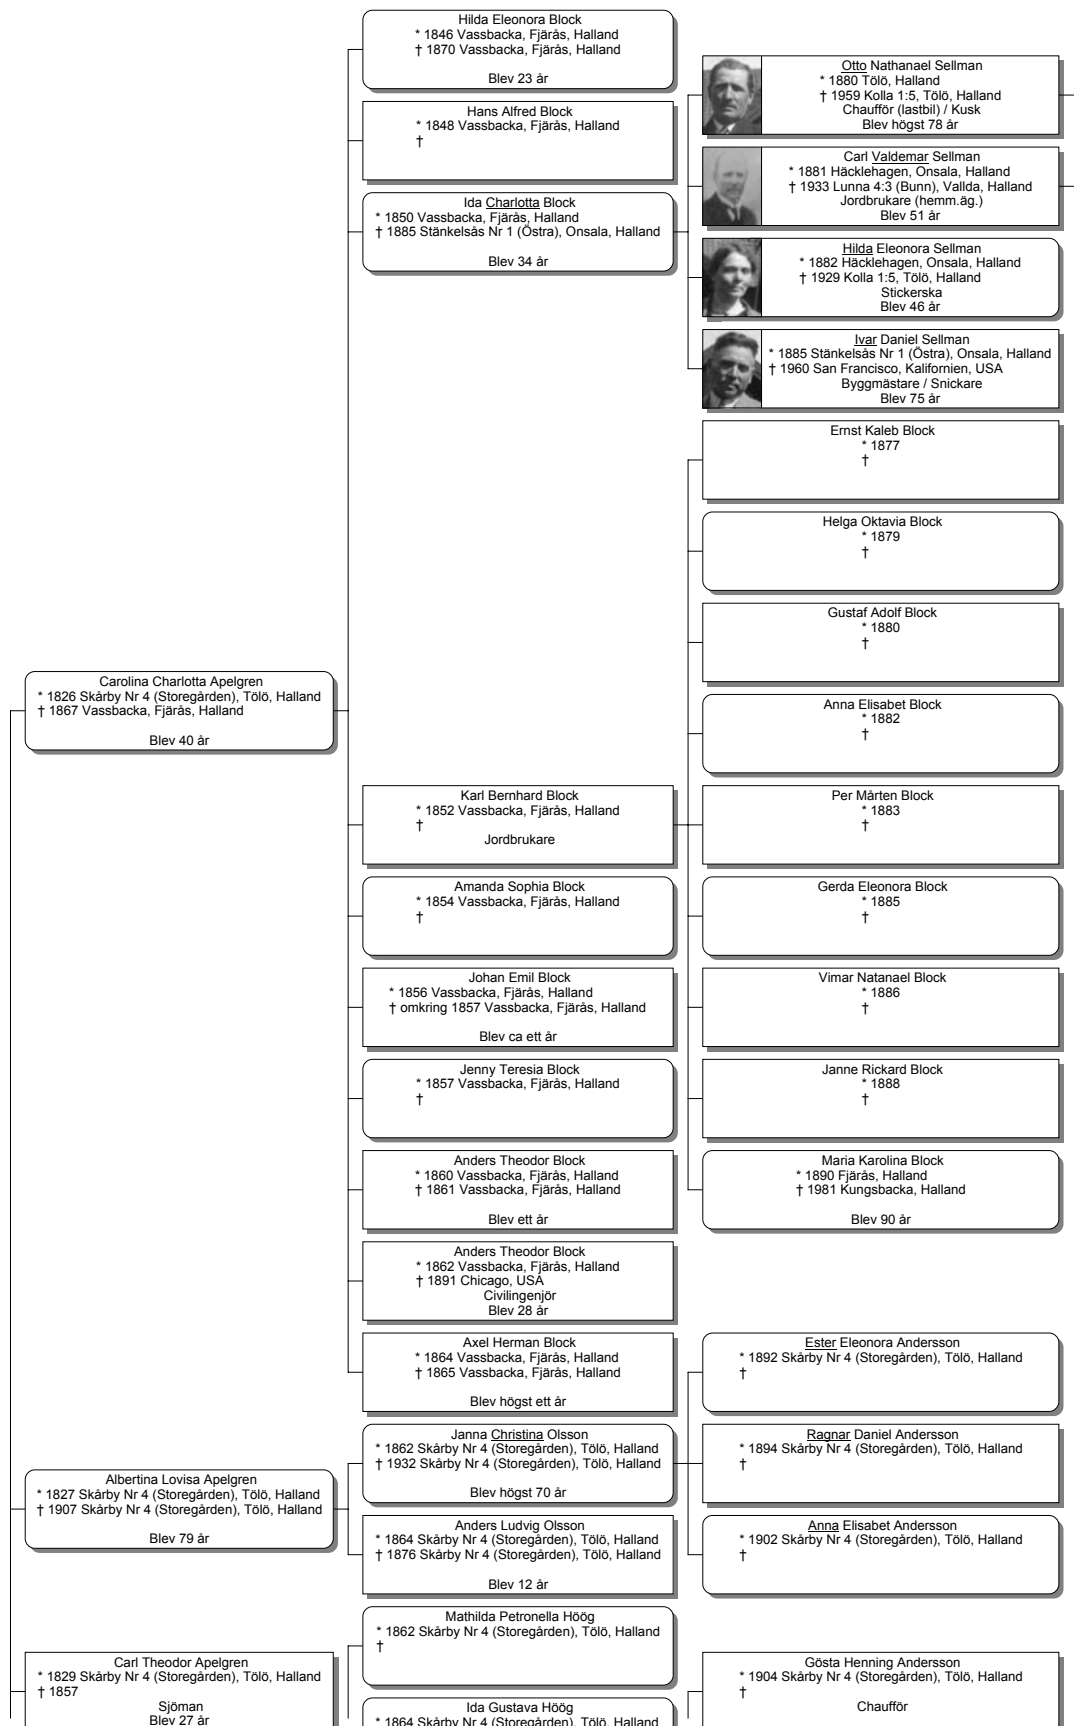 Hilda Eleonora Block
* 1846 Vassbacka, Fjärås, Halland
† 1870 Vassbacka, Fjärås, Halland
Blev 23 år
Hans Alfred Block
* 1848 Vassbacka, Fjärås, Halland
†
Ida Charlotta Block
* 1850 Vassbacka, Fjärås, Halland
† 1885 Stänkelsås Nr 1 (Östra), Onsala, Halland
Blev 34 år
Otto Nathanael Sellman
* 1880 Tölö, Halland
† 1959 Kolla 1:5, Tölö, Halland
Chaufför (lastbil) / Kusk
Blev högst 78 år
Carl Valdemar Sellman
* 1881 Häcklehagen, Onsala, Halland
† 1933 Lunna 4:3 (Bunn), Vallda, Halland
Jordbrukare (hemm.äg.)
Blev 51 år
Hilda Eleonora Sellman
* 1882 Häcklehagen, Onsala, Halland
† 1929 Kolla 1:5, Tölö, Halland
Stickerska
Blev 46 år
Ivar Daniel Sellman
* 1885 Stänkelsås Nr 1 (Östra), Onsala, Halland
† 1960 San Francisco, Kalifornien, USA
Byggmästare / Snickare
Blev 75 år
Ernst Kaleb Block
* 1877
†
Helga Oktavia Block
* 1879
†
Gustaf Adolf Block
* 1880
†
Anna Elisabet Block
* 1882
†
Carolina Charlotta Apelgren
* 1826 Skårby Nr 4 (Storegården), Tölö, Halland
† 1867 Vassbacka, Fjärås, Halland
Blev 40 år
Karl Bernhard Block
* 1852 Vassbacka, Fjärås, Halland
†
Jordbrukare
Per Mårten Block
* 1883
†
Amanda Sophia Block
* 1854 Vassbacka, Fjärås, Halland
†
Gerda Eleonora Block
* 1885
†
Johan Emil Block
* 1856 Vassbacka, Fjärås, Halland
† omkring 1857 Vassbacka, Fjärås, Halland
Blev ca ett år
Vimar Natanael Block
* 1886
†
Jenny Teresia Block
* 1857 Vassbacka, Fjärås, Halland
†
Janne Rickard Block
* 1888
†
Anders Theodor Block
* 1860 Vassbacka, Fjärås, Halland
† 1861 Vassbacka, Fjärås, Halland
Blev ett år
Maria Karolina Block
* 1890 Fjärås, Halland
† 1981 Kungsbacka, Halland
Blev 90 år
Anders Theodor Block
* 1862 Vassbacka, Fjärås, Halland
† 1891 Chicago, USA
Civilingenjör
Blev 28 år
Axel Herman Block
* 1864 Vassbacka, Fjärås, Halland
† 1865 Vassbacka, Fjärås, Halland
Blev högst ett år
Ester Eleonora Andersson
* 1892 Skårby Nr 4 (Storegården), Tölö, Halland
†
Albertina Lovisa Apelgren
* 1827 Skårby Nr 4 (Storegården), Tölö, Halland
† 1907 Skårby Nr 4 (Storegården), Tölö, Halland
Blev 79 år
Janna Christina Olsson
* 1862 Skårby Nr 4 (Storegården), Tölö, Halland
† 1932 Skårby Nr 4 (Storegården), Tölö, Halland
Blev högst 70 år
Ragnar Daniel Andersson
* 1894 Skårby Nr 4 (Storegården), Tölö, Halland
†
Anders Ludvig Olsson
* 1864 Skårby Nr 4 (Storegården), Tölö, Halland
† 1876 Skårby Nr 4 (Storegården), Tölö, Halland
Blev 12 år
Anna Elisabet Andersson
* 1902 Skårby Nr 4 (Storegården), Tölö, Halland
†
Mathilda Petronella Höög
* 1862 Skårby Nr 4 (Storegården), Tölö, Halland
†
Carl Theodor Apelgren
* 1829 Skårby Nr 4 (Storegården), Tölö, Halland
† 1857
Sjöman
Blev 27 år
Ida Gustava Höög
* 1864 Skårby Nr 4 (Storegården), Tölö, Halland
Gösta Henning Andersson
* 1904 Skårby Nr 4 (Storegården), Tölö, Halland
†
Chaufför